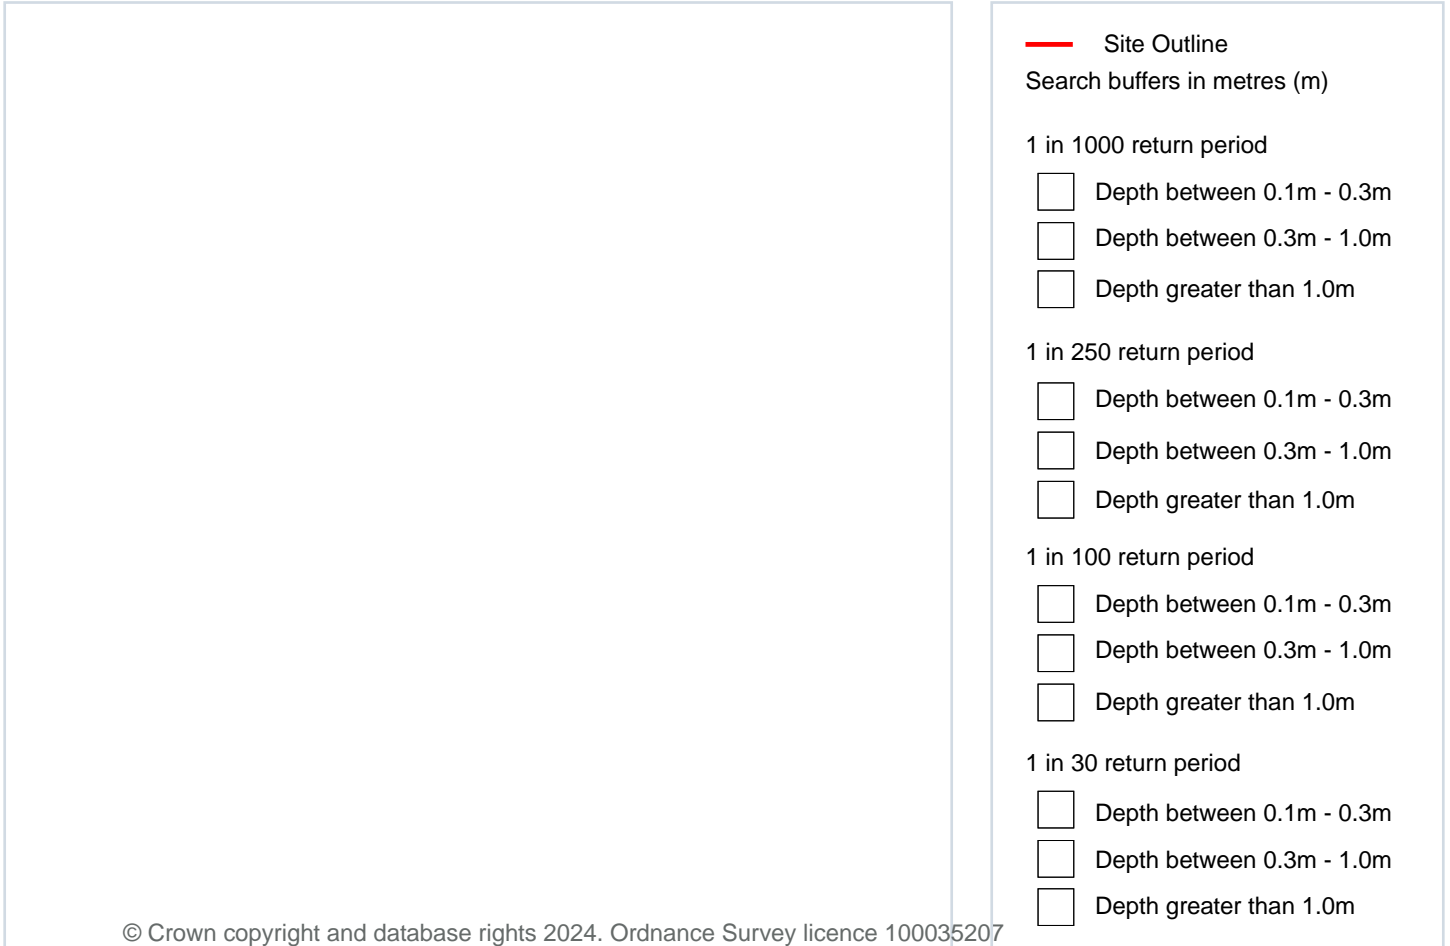 Site Outline
Search buffers in metres (m)
1 in 1000 return period
Depth between 0.1m - 0.3m
Depth between 0.3m - 1.0m
Depth greater than 1.0m
1 in 250 return period
Depth between 0.1m - 0.3m
Depth between 0.3m - 1.0m
Depth greater than 1.0m
1 in 100 return period
Depth between 0.1m - 0.3m
Depth between 0.3m - 1.0m
Depth greater than 1.0m
1 in 30 return period
Depth between 0.1m - 0.3m
Depth between 0.3m - 1.0m
Depth greater than 1.0m
© Crown copyright and database rights 2024. Ordnance Survey licence 100035207